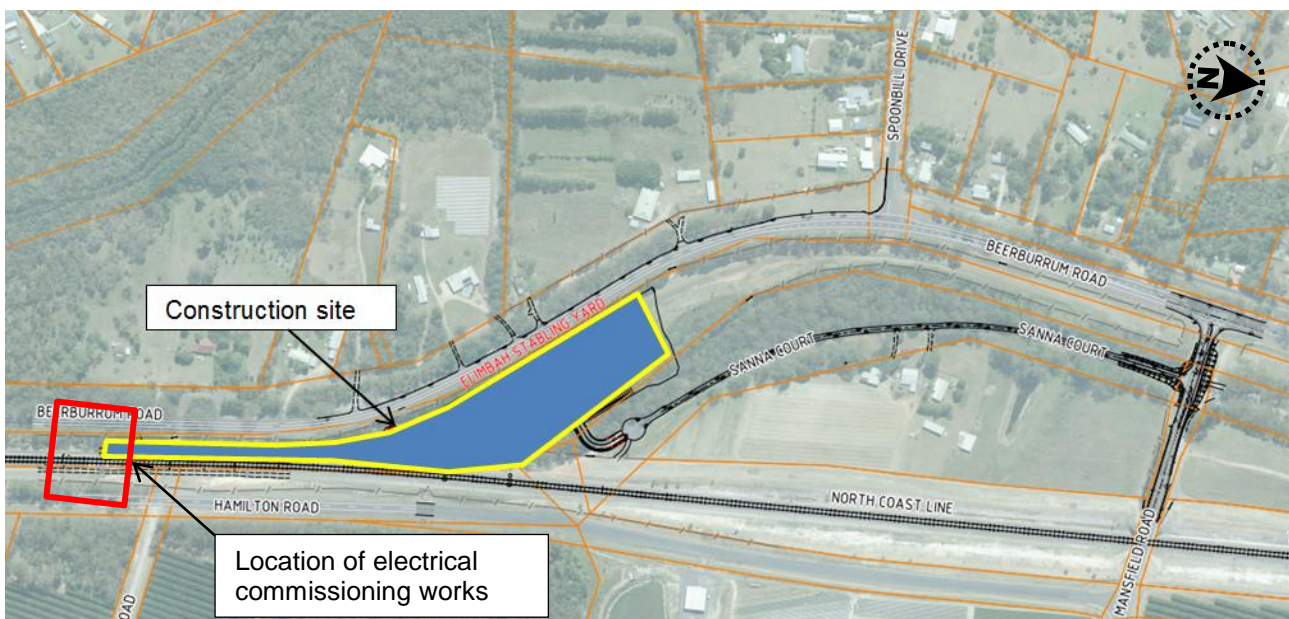 SPOONBILL DRIVE
N
BEERBURRUM ROAD
Construction site
ELIMBAH STABLING YARD
SANNA COURT
SANNA COURT
BEERBURRUM ROAD
HAMILTON ROAD
NORTH COAST LINE
MANSFIELD ROAD
Location of electrical
commissioning works
OAD